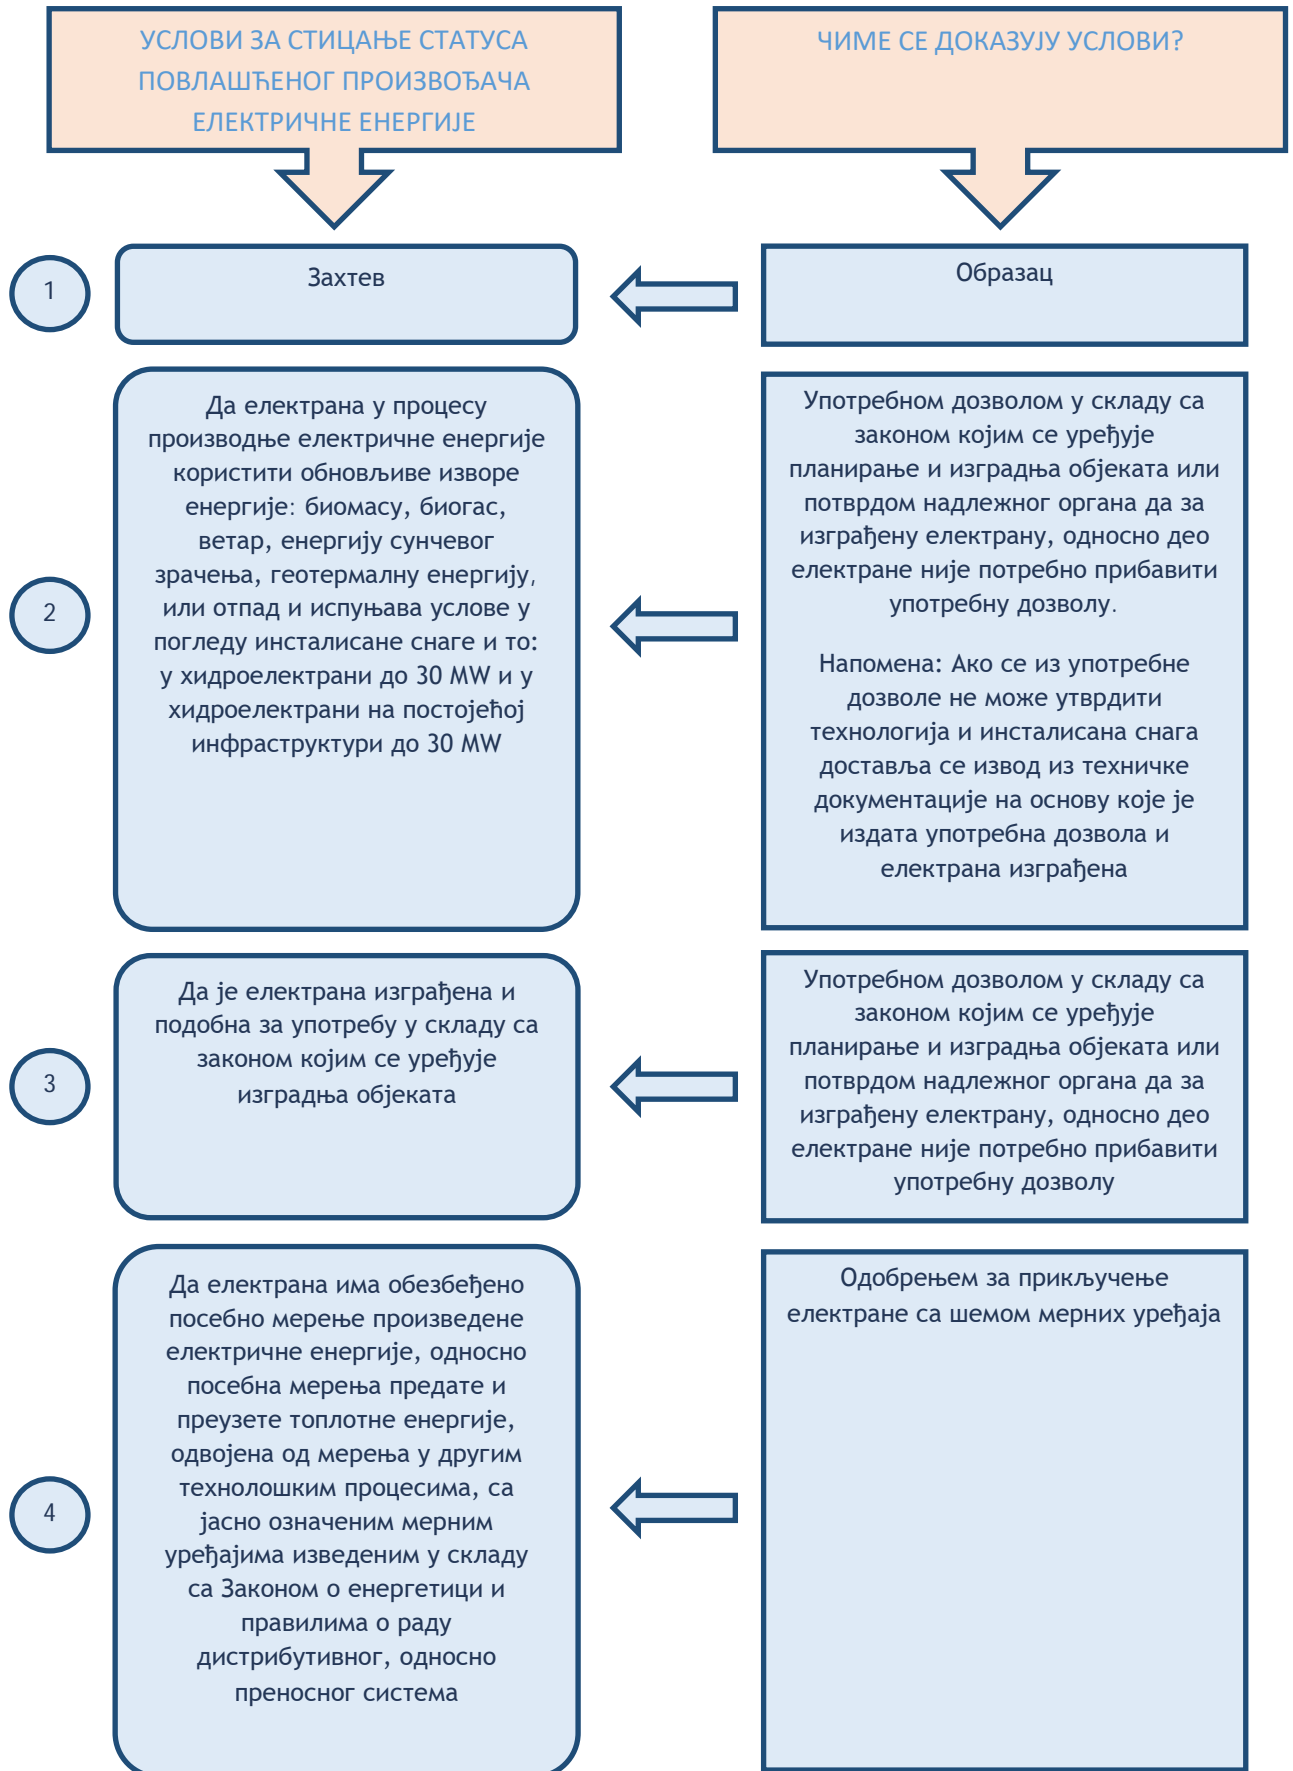 УСЛОВИ ЗА СТИЦАЊЕ СТАТУСА
ПОВЛАШЋЕНОГ ПРОИЗВОЂАЧА
ЕЛЕКТРИЧНЕ ЕНЕРГИЈЕ
ЧИМЕ СЕ ДОКАЗУЈУ УСЛОВИ?
1
Захтев
Образац
2
Да електрана у процесу
производње електричне енергије
користити обновљиве изворе
енергије: биомасу, биогас,
ветар, енергију сунчевог
зрачења, геотермалну енергију,
или отпад и испуњава услове у
погледу инсталисане снаге и то:
у хидроелектрани до 30 MW и у
хидроелектрани на постојећој
инфраструктури до 30 MW
Употребном дозволом у складу са
законом којим се уређује
планирање и изградња објеката или
потврдом надлежног органа да за
изграђену електрану, односно део
електране није потребно прибавити
употребну дозволу.
Напомена: Ако се из употребне
дозволе не може утврдити
технологија и инсталисана снага
доставља се извод из техничке
документације на основу које је
издата употребна дозвола и
електрана изграђена
3
Да је електрана изграђена и
подобна за употребу у складу са
законом којим се уређује
изградња објеката
Употребном дозволом у складу са
законом којим се уређује
планирање и изградња објеката или
потврдом надлежног органа да за
изграђену електрану, односно део
електране није потребно прибавити
употребну дозволу
4
Да електрана има обезбеђено
посебно мерење произведене
електричне енергије, односно
посебна мерења предате и
преузете топлотне енергије,
одвојена од мерења у другим
технолошким процесима, са
јасно означеним мерним
уређајима изведеним у складу
са Законом о енергетици и
правилима о раду
дистрибутивног, односно
преносног система
Одобрењем за прикључење
електране са шемом мерних уређаја